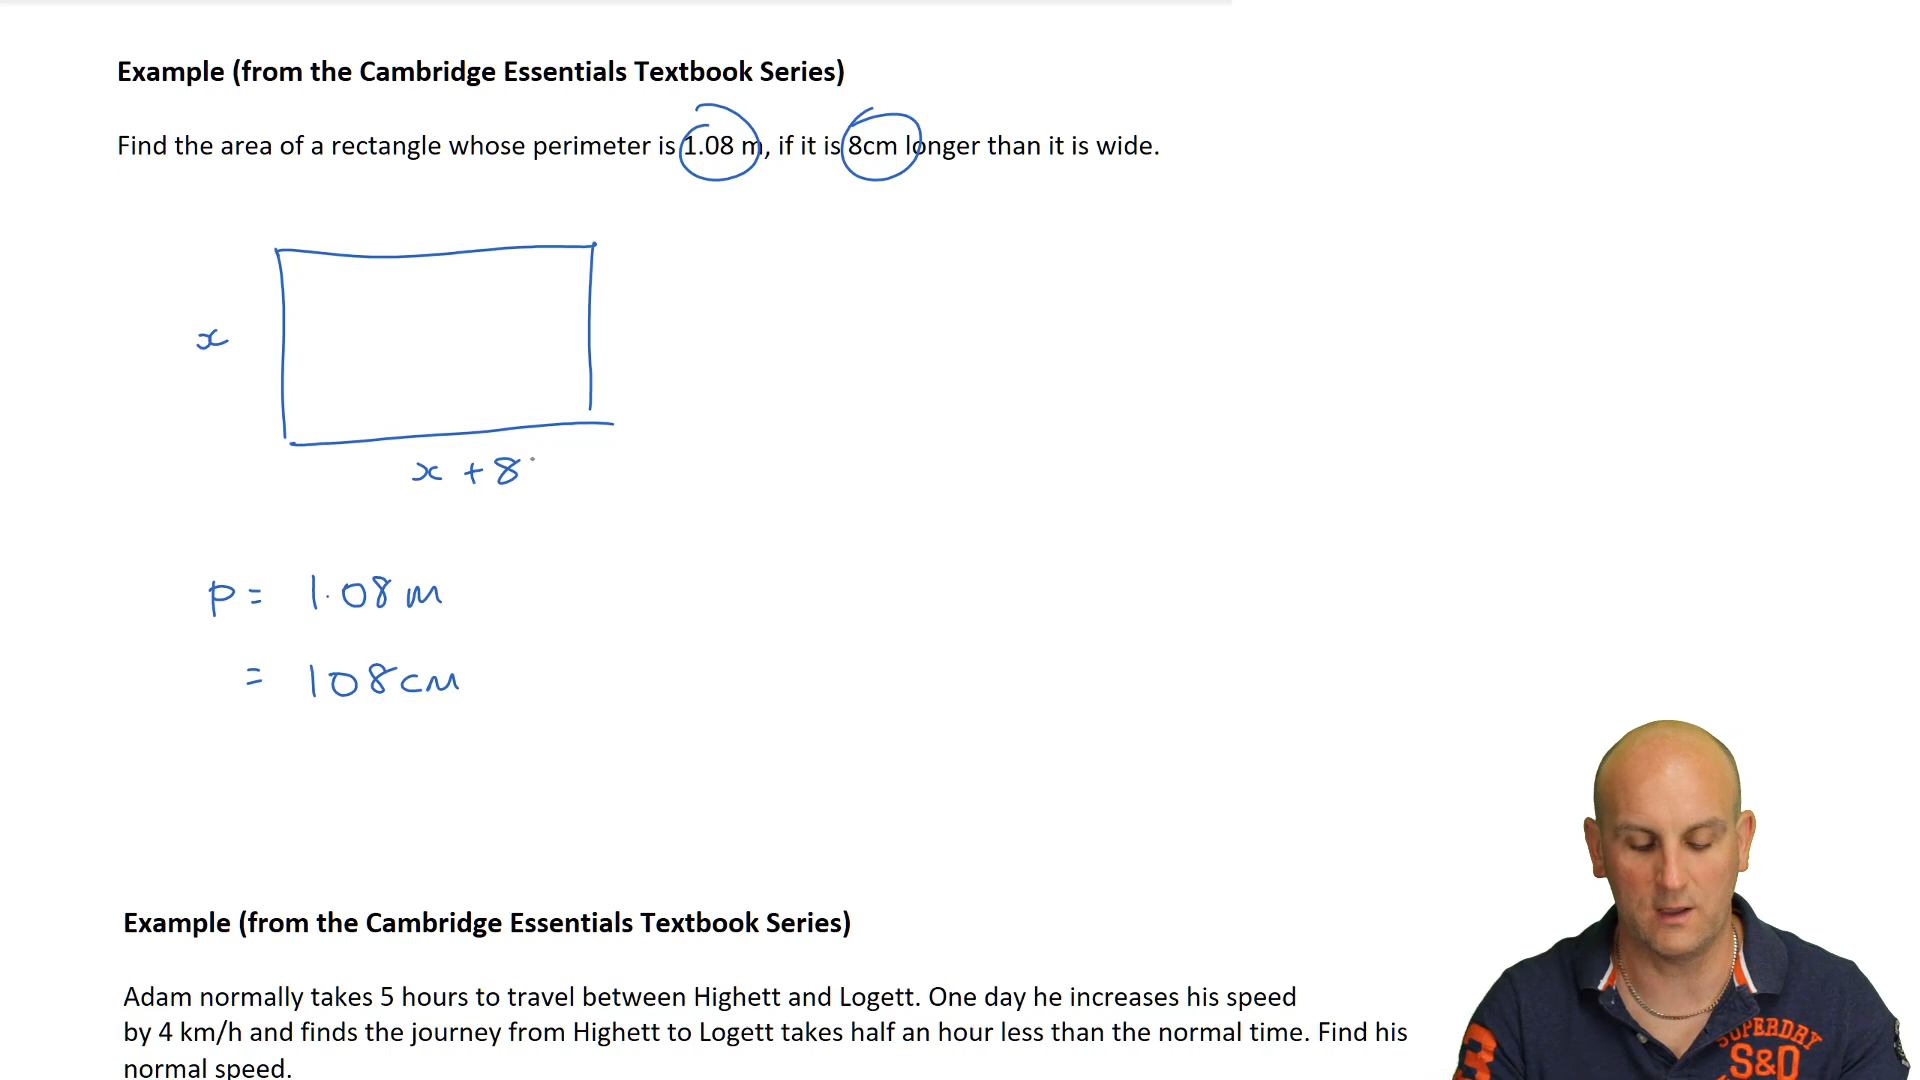 Example (from the Cambridge Essentials Textbook Series)
Find the area of a rectangle whose perimeter is 1.08 m, if it is 8cm longer than it is wide.
x
x + 8
P = 1.08 m
= 108cm
Example (from the Cambridge Essentials Textbook Series)
Adam normally takes 5 hours to travel between Highett and Logett. One day he increases his speed
by 4 km/h and finds the journey from Highett to Logett takes half an hour less than the normal time. Find his
normal speed.
SUPERDRY
S&D
3